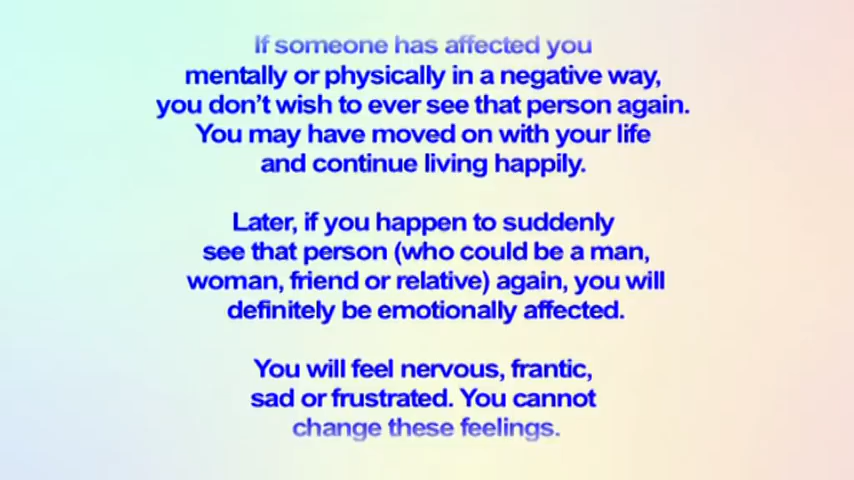 If someone has affected you
mentally or physically in a negative way,
you don't wish to ever see that person again.
You may have moved on with your life
and continue living happily.
Later, if you happen to suddenly
see that person (who could be a man,
woman, friend or relative) again, you will
definitely be emotionally affected.
You will feel nervous, frantic,
sad or frustrated. You cannot
change these feelings.